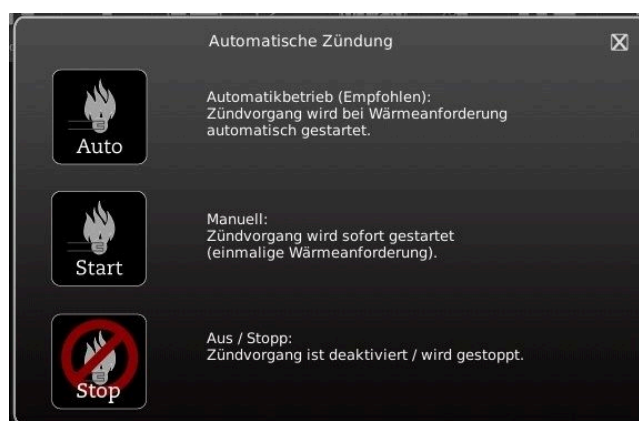 Automatische Zündung
Auto
Automatikbetrieb (Empfohlen):
Zündvorgang wird bei Wärmeanforderung
automatisch gestartet.
Start
Manuell:
Zündvorgang wird sofort gestartet
(einmalige Wärmeanforderung).
Stop
Aus / Stopp:
Zündvorgang ist deaktiviert / wird gestoppt.